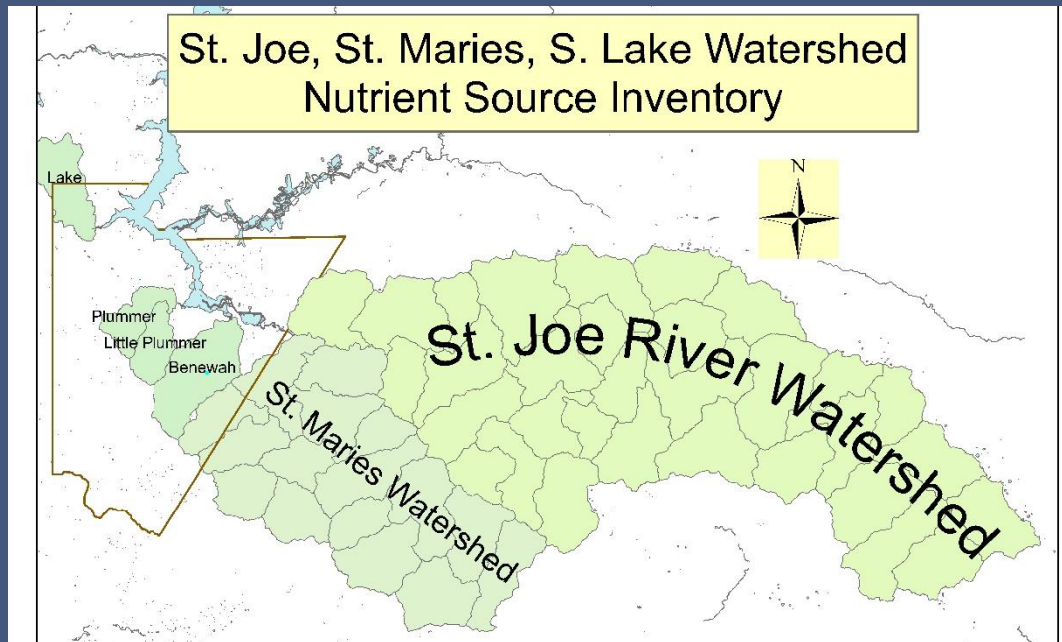 St. Joe, St. Maries, S. Lake Watershed
Nutrient Source Inventory
N
Lake
Plummer
Little Plummer
Benewah
St. Joe River Watershed
St. Maries Watershed